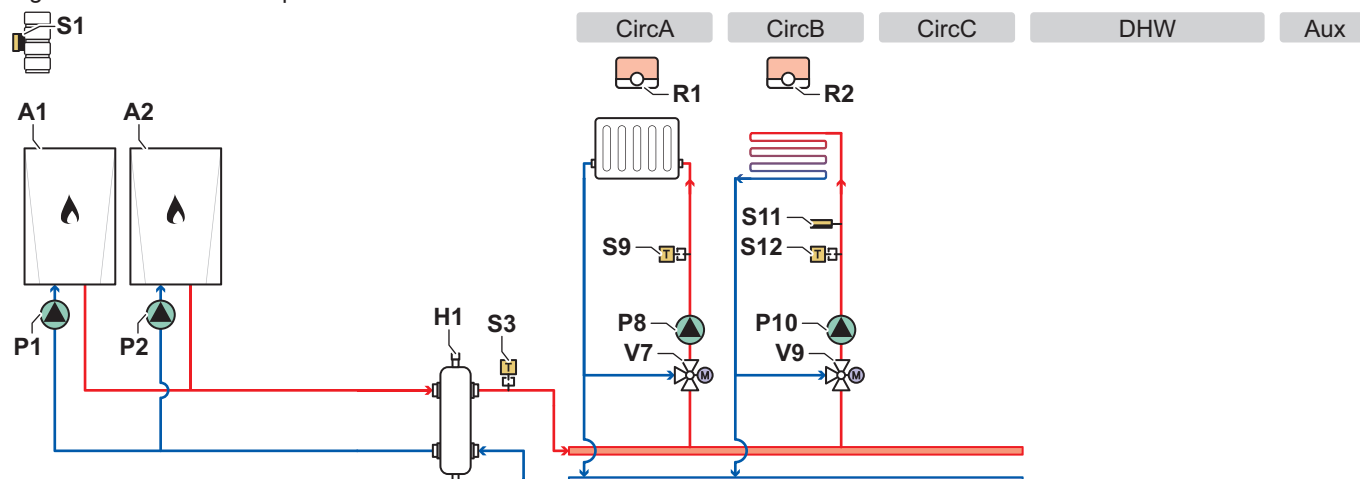 S1
CircA CircB CircC DHW Aux
R1 R2
A1 A2
S11
S9 T S12 T
H1 S3 P8 P10
P1 P2 T V7 V9
M M